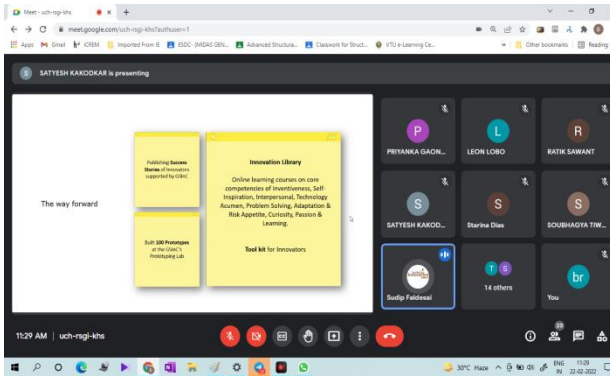 Meet - uch-rsgi-khs
meet.google.com/uch-rsgi-khs?authuser=1
Apps
Gmail
iCREM
Imported From IE
ESDC- (MIDAS GEN...
Advanced Structura...
Classwork for Struct...
VTU e-Learning Ce...
Other bookmarks
Reading
S SATYESH KAKODKAR is presenting
The way forward
Publishing Success
Stories of Innovators
supported by GSIAC
Built 100 Prototypes
at the GSIAC's
Prototyping Lab
Innovation Library
Online learning courses on core
competencies of Inventiveness, Self-
Inspiration, Interpersonal, Technology
Acumen, Problem Solving, Adaptation &
Risk Appetite, Curiosity, Passion &
Learning.
Tool kit for Innovators
P
PRIYANKA GAON...
L
LEON LOBO
R
RATIK SAWANT
S
SATYESH KAKOD...
S
Starina Dias
S
SOUBHAGYA TIW...
Sudip Faldesai
T S
14 others
br
You
11:29 AM | uch-rsgi-khs
23
30°C Haze
ENG
IN
11:29
22-02-2022